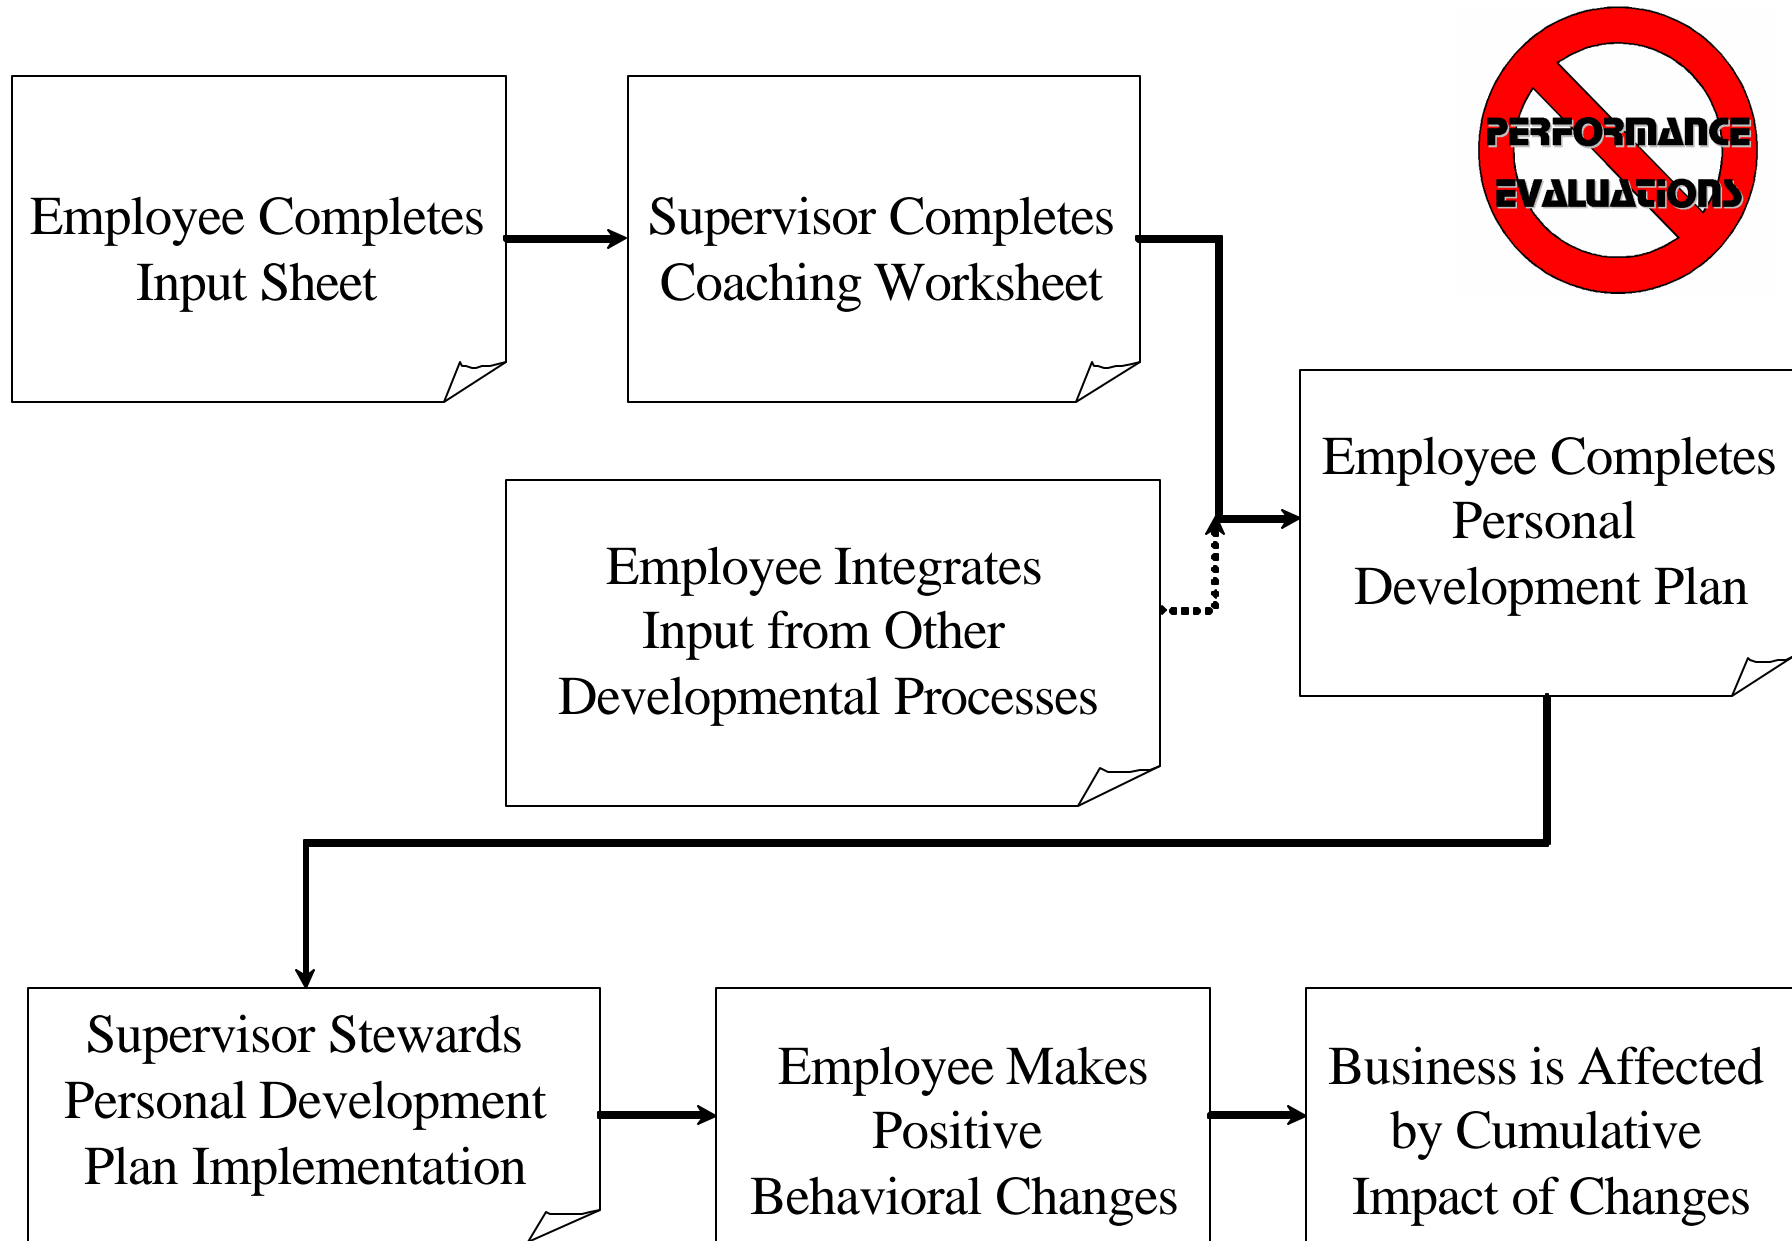 PERFORMANCE
EVALUATIONS
Employee Completes
Input Sheet
Supervisor Completes
Coaching Worksheet
Employee Completes
Personal
Development Plan
Employee Integrates
Input from Other
Developmental Processes
Supervisor Stewards
Personal Development
Plan Implementation
Employee Makes
Positive
Behavioral Changes
Business is Affected
by Cumulative
Impact of Changes